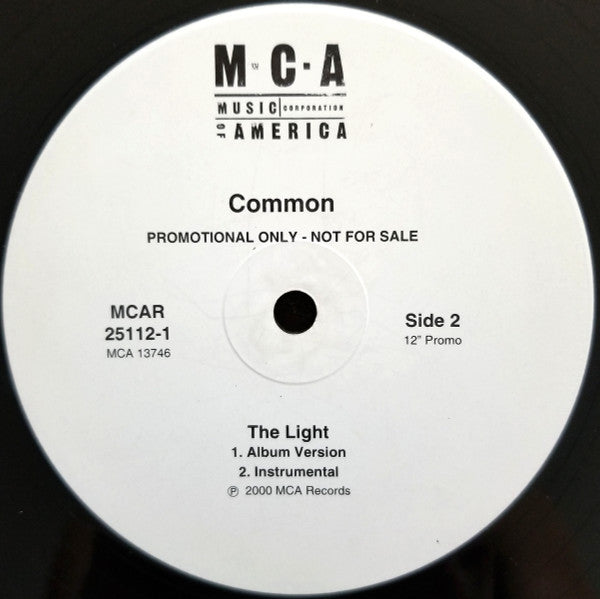 M·C·A
MUSIC CORPORATION
OF AMERICA
Common
PROMOTIONAL ONLY - NOT FOR SALE
MCAR
25112-1
MCA 13746
Side 2
12" Promo
The Light
1. Album Version
2. Instrumental
℗ 2000 MCA Records